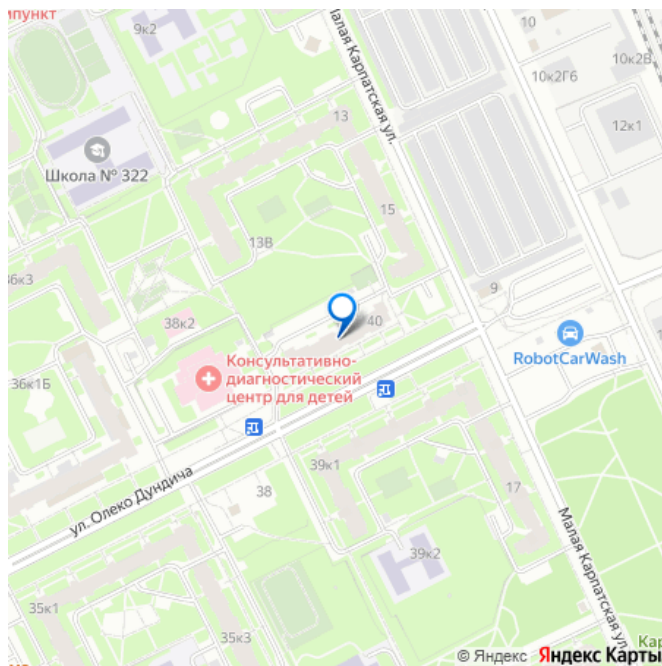 мпункт
9к2
10
Малая Карпатская ул.
10к2В
10к2Г6
12к1
13
Школа № 322
15
13В
36к3
9
38к2
40
RobotCarWash
36к1Б
Консультативно-
диагностический
центр для детей
39к1
ул. Олеко Дундича
38
17
Малая Карпатская ул.
39к2
35к1
35к3
Кар
© Яндекс Яндекс Карты